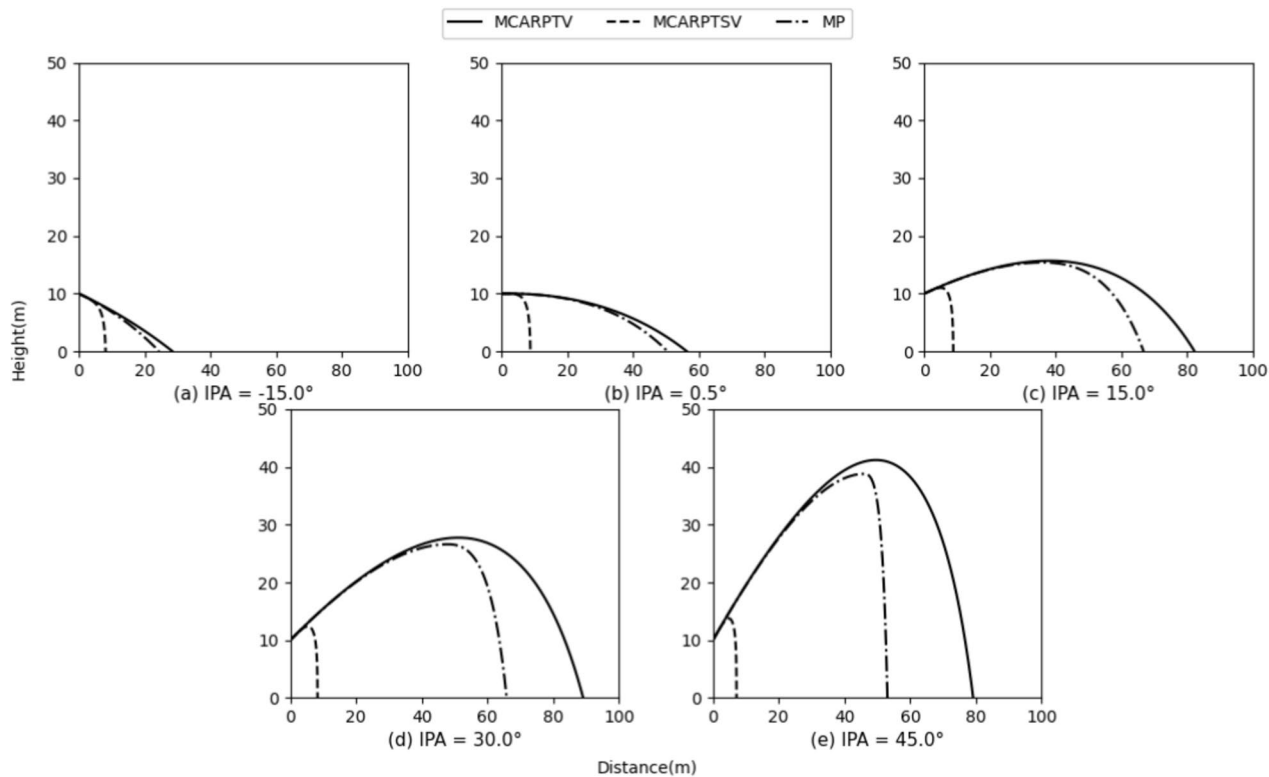 MCARPTV MCARPTSV MP
50 50 50
40 40 40
30 30 30
20 20 20
10 10 10
0 0 0
0 20 40 60 80 100 0 20 40 60 80 100 0 20 40 60 80 100
(a) IPA = -15.0° (b) IPA = 0.5° (c) IPA = 15.0°
Height(m)
50 50
40 40
30 30
20 20
10 10
0 0
0 20 40 60 80 100 0 20 40 60 80 100
(d) IPA = 30.0° (e) IPA = 45.0°
Distance(m)